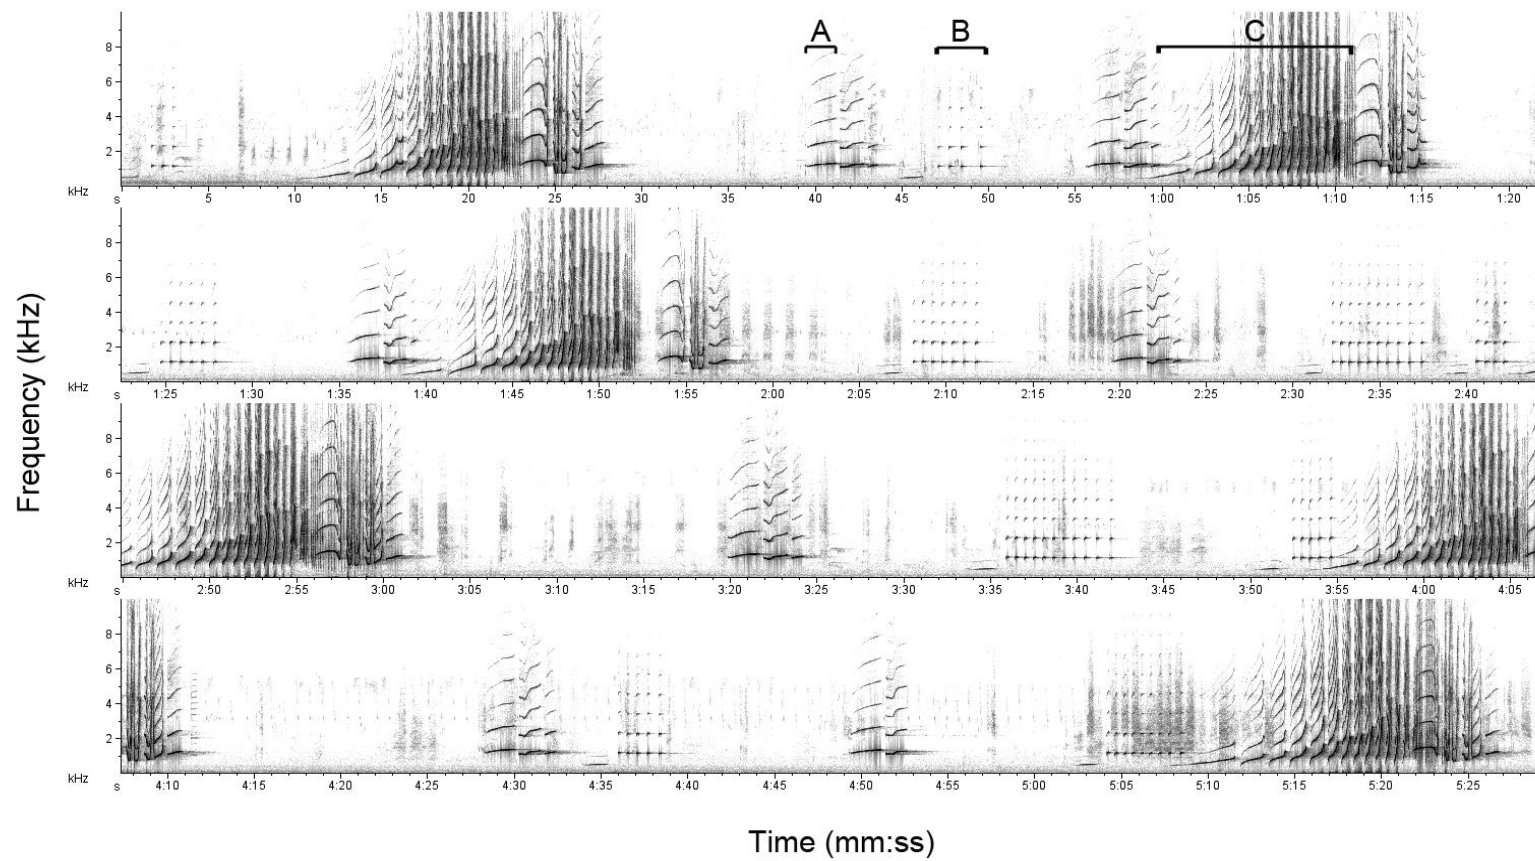 A B C
8
6
4
2
kHz
s 5 10 15 20 25 30 35 40 45 50 55 1:00 1:05 1:10 1:15 1:20
8
6
4
2
kHz
s 1:25 1:30 1:35 1:40 1:45 1:50 1:55 2:00 2:05 2:10 2:15 2:20 2:25 2:30 2:35 2:40
8
6
4
2
kHz
s 2:50 2:55 3:00 3:05 3:10 3:15 3:20 3:25 3:30 3:35 3:40 3:45 3:50 3:55 4:00 4:05
8
6
4
2
kHz
s 4:10 4:15 4:20 4:25 4:30 4:35 4:40 4:45 4:50 4:55 5:00 5:05 5:10 5:15 5:20 5:25
Frequency (kHz)
Time (mm:ss)